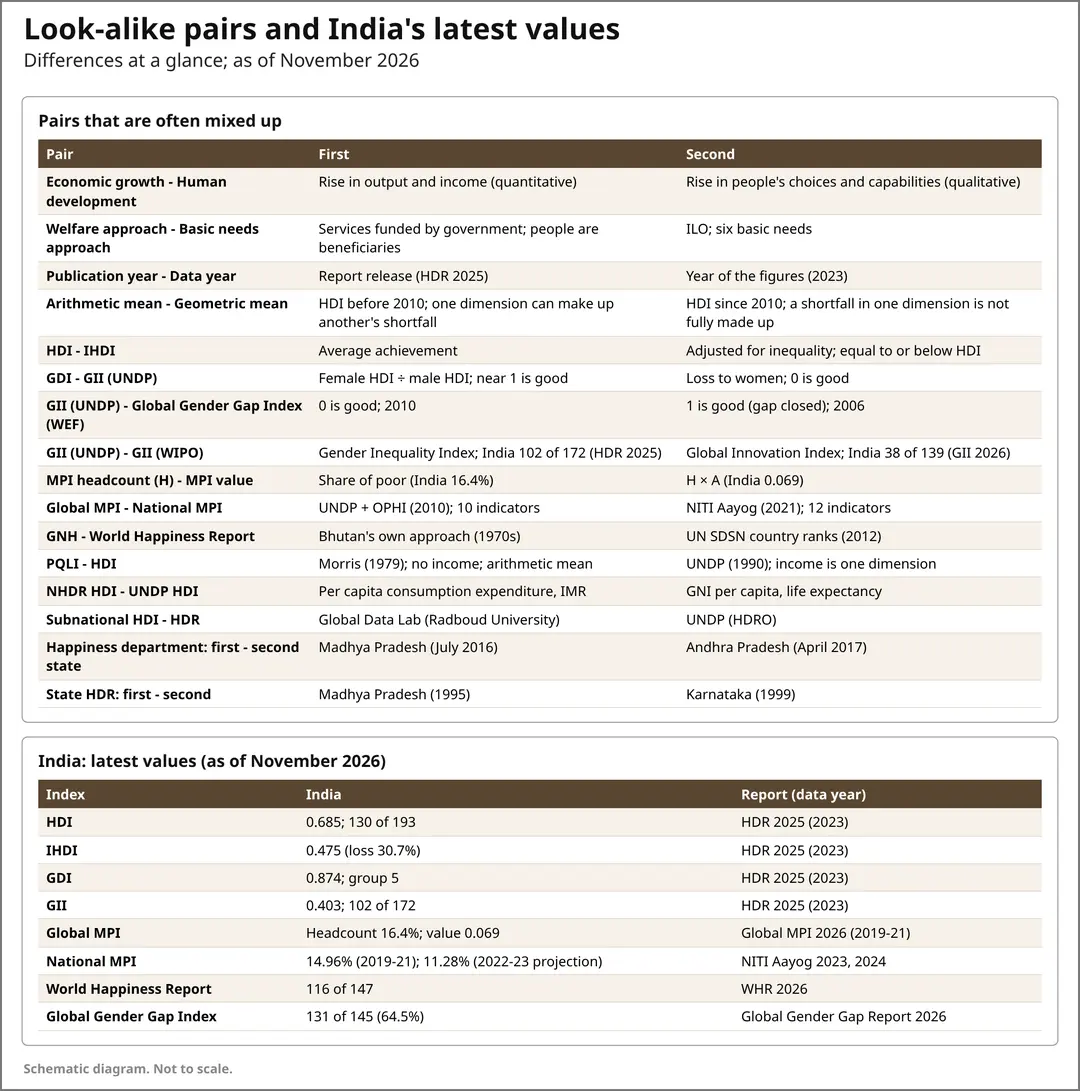 Look-alike pairs and India's latest values
Differences at a glance; as of November 2026
Pairs that are often mixed up
Pair First Second
Economic growth - Human development Rise in output and income (quantitative) Rise in people's choices and capabilities (qualitative)
Welfare approach - Basic needs approach Services funded by government; people are beneficiaries ILO; six basic needs
Publication year - Data year Report release (HDR 2025) Year of the figures (2023)
Arithmetic mean - Geometric mean HDI before 2010; one dimension can make up another's shortfall HDI since 2010; a shortfall in one dimension is not fully made up
HDI - IHDI Average achievement Adjusted for inequality; equal to or below HDI
GDI - GII (UNDP) Female HDI ÷ male HDI; near 1 is good Loss to women; 0 is good
GII (UNDP) - Global Gender Gap Index (WEF) 0 is good; 2010 1 is good (gap closed); 2006
GII (UNDP) - GII (WIPO) Gender Inequality Index; India 102 of 172 (HDR 2025) Global Innovation Index; India 38 of 139 (GII 2026)
MPI headcount (H) - MPI value Share of poor (India 16.4%) H × A (India 0.069)
Global MPI - National MPI UNDP + OPHI (2010); 10 indicators NITI Aayog (2021); 12 indicators
GNH - World Happiness Report Bhutan's own approach (1970s) UN SDSN country ranks (2012)
PQLI - HDI Morris (1979); no income; arithmetic mean UNDP (1990); income is one dimension
NHDR HDI - UNDP HDI Per capita consumption expenditure, IMR GNI per capita, life expectancy
Subnational HDI - HDR Global Data Lab (Radboud University) UNDP (HDRO)
Happiness department: first - second state Madhya Pradesh (July 2016) Andhra Pradesh (April 2017)
State HDR: first - second Madhya Pradesh (1995) Karnataka (1999)
India: latest values (as of November 2026)
Index India Report (data year)
HDI 0.685; 130 of 193 HDR 2025 (2023)
IHDI 0.475 (loss 30.7%) HDR 2025 (2023)
GDI 0.874; group 5 HDR 2025 (2023)
GII 0.403; 102 of 172 HDR 2025 (2023)
Global MPI Headcount 16.4%; value 0.069 Global MPI 2026 (2019-21)
National MPI 14.96% (2019-21); 11.28% (2022-23 projection) NITI Aayog 2023, 2024
World Happiness Report 116 of 147 WHR 2026
Global Gender Gap Index 131 of 145 (64.5%) Global Gender Gap Report 2026
Schematic diagram. Not to scale.